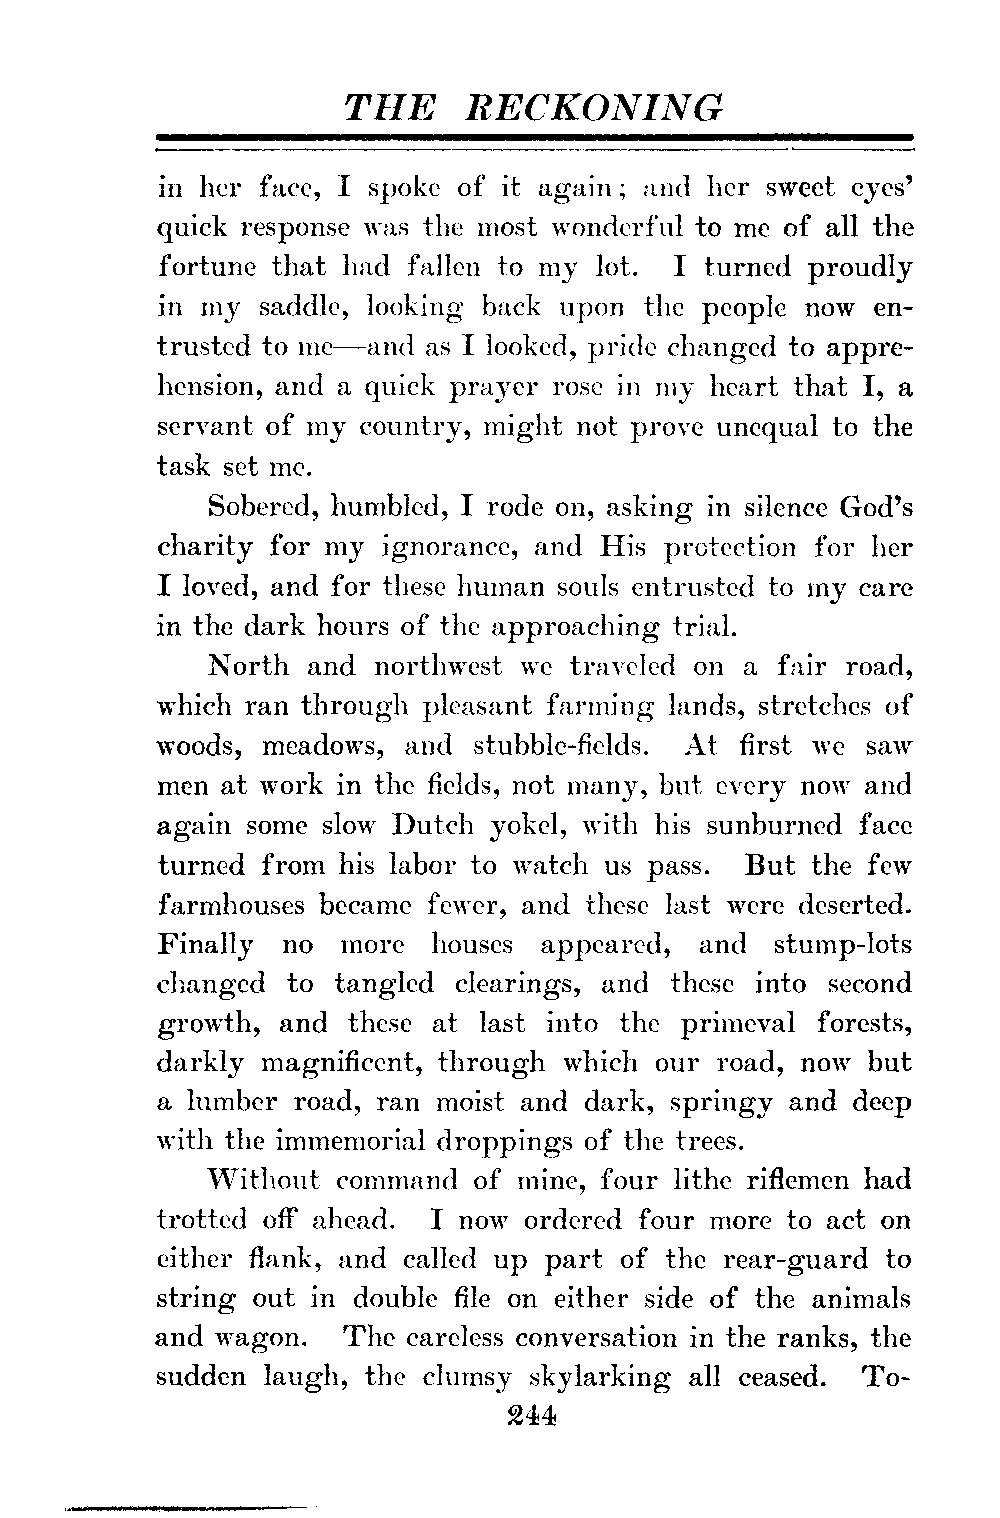 THE RECKONING
in her face, I spoke of it again; and her sweet eyes'
quick response was the most wonderful to me of all the
fortune that had fallen to my lot. I turned proudly
in my saddle, looking back upon the people now en-
trusted to me—and as I looked, pride changed to appre-
hension, and a quick prayer rose in my heart that I, a
servant of my country, might not prove unequal to the
task set me.
Sobered, humbled, I rode on, asking in silence God's
charity for my ignorance, and His protection for her
I loved, and for these human souls entrusted to my care
in the dark hours of the approaching trial.
North and northwest we traveled on a fair road,
which ran through pleasant farming lands, stretches of
woods, meadows, and stubble-fields. At first we saw
men at work in the fields, not many, but every now and
again some slow Dutch yokel, with his sunburned face
turned from his labor to watch us pass. But the few
farmhouses became fewer, and these last were deserted.
Finally no more houses appeared, and stump-lots
changed to tangled clearings, and these into second
growth, and these at last into the primeval forests,
darkly magnificent, through which our road, now but
a lumber road, ran moist and dark, springy and deep
with the immemorial droppings of the trees.
Without command of mine, four lithe riflemen had
trotted off ahead. I now ordered four more to act on
either flank, and called up part of the rear-guard to
string out in double file on either side of the animals
and wagon. The careless conversation in the ranks, the
sudden laugh, the clumsy skylarking all ceased. To-
244